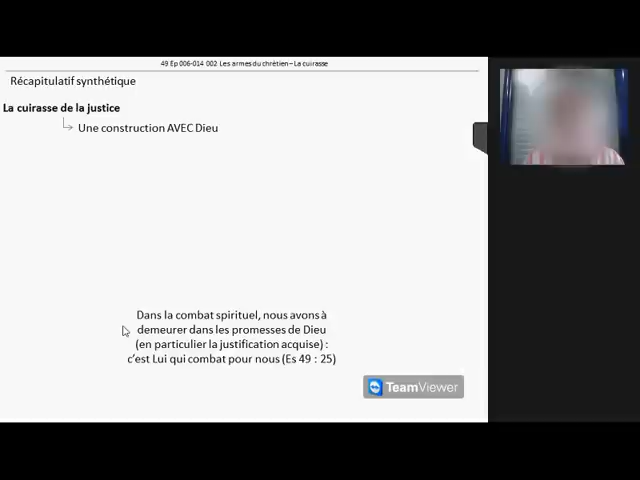 49 Ep 006-014 002 Les armes du chrétien – La cuirasse
Récapitulatif synthétique
La cuirasse de la justice
Une construction AVEC Dieu
Dans la combat spirituel, nous avons à
demeurer dans les promesses de Dieu
(en particulier la justification acquise) :
c'est Lui qui combat pour nous (Es 49 : 25)
TeamViewer